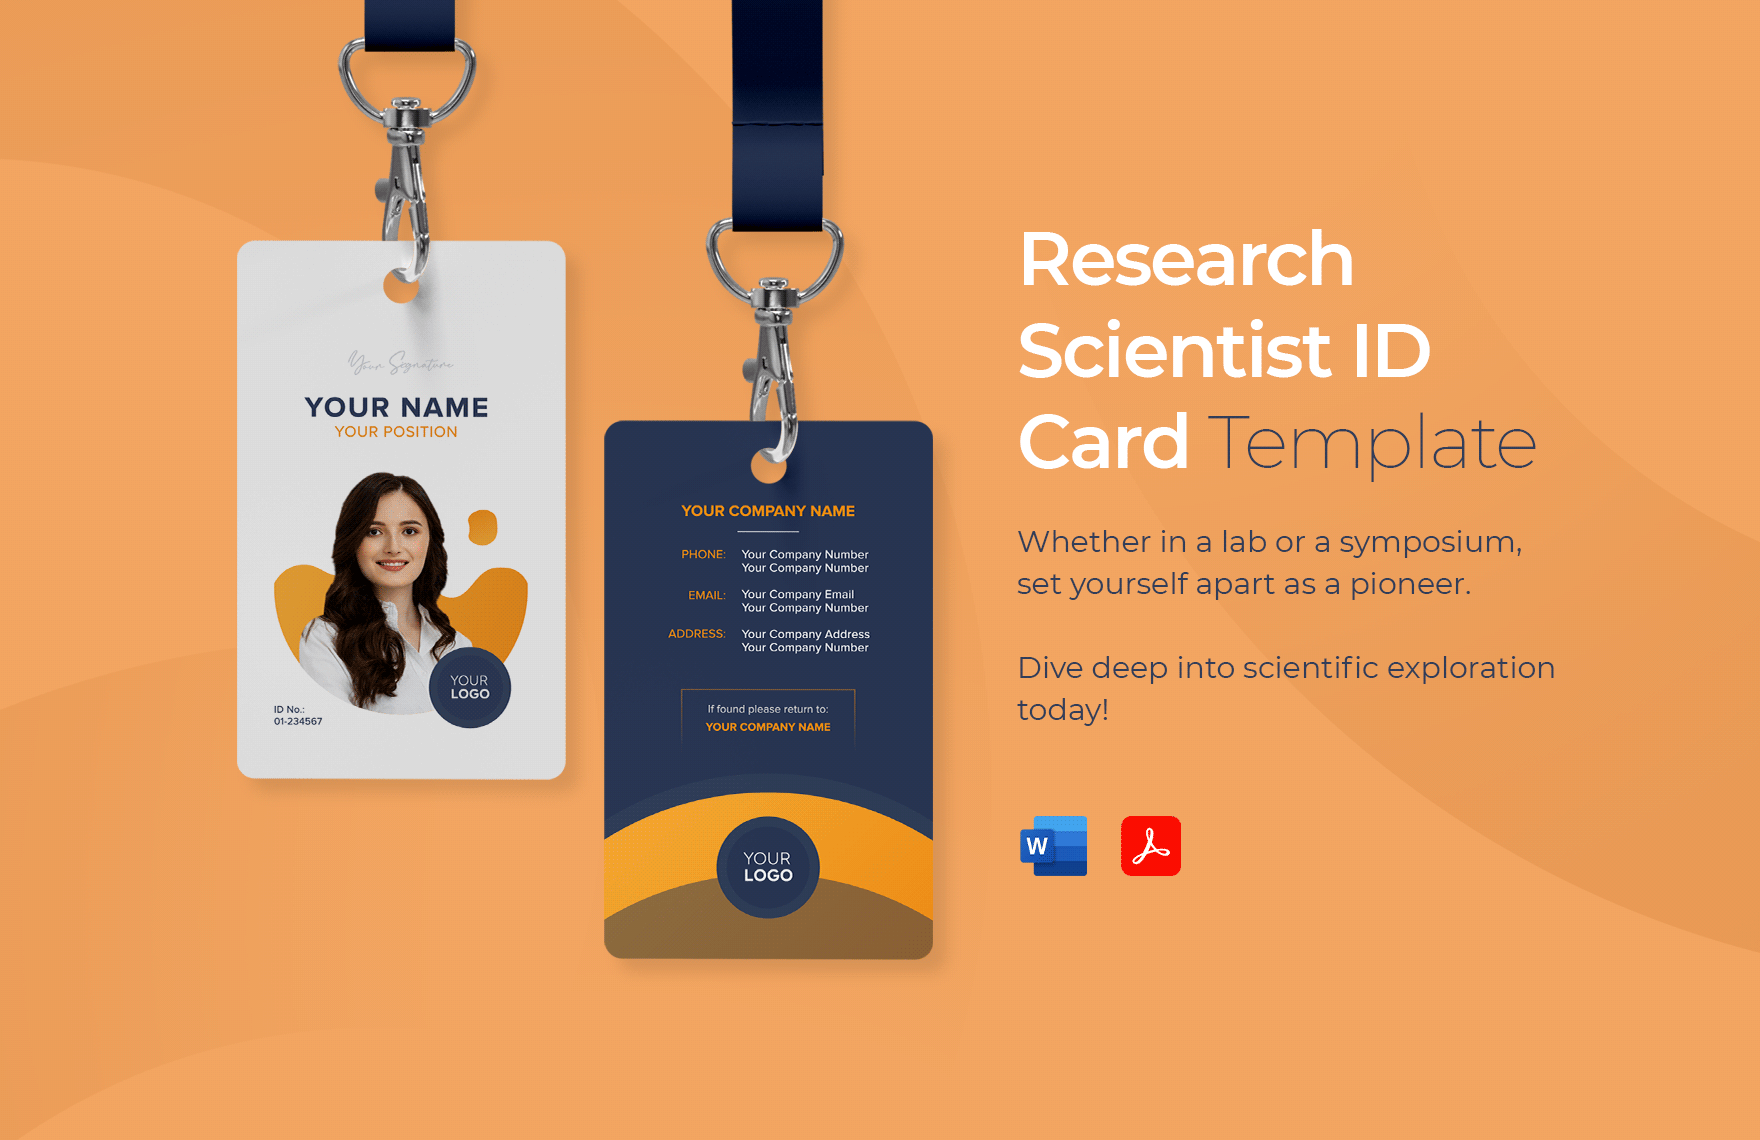 Your Signature
YOUR NAME
YOUR POSITION
YOUR
LOGO
ID No.:
01-234567
YOUR COMPANY NAME
PHONE: Your Company Number
Your Company Number
EMAIL: Your Company Email
Your Company Number
ADDRESS: Your Company Address
Your Company Number
If found please return to:
YOUR COMPANY NAME
YOUR
LOGO
Research
Scientist ID
Card Template
Whether in a lab or a symposium,
set yourself apart as a pioneer.
Dive deep into scientific exploration
today!
W